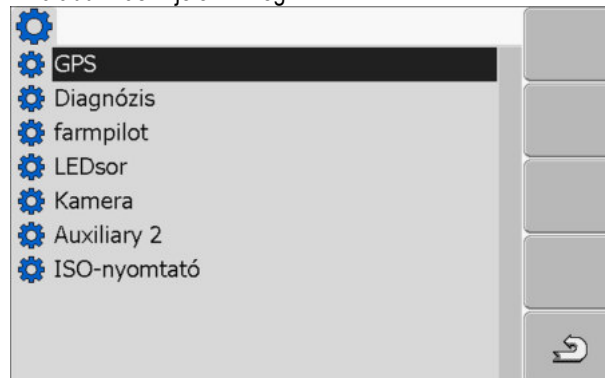 GPS
Diagnózis
farmpilot
LEDsor
Kamera
Auxiliary 2
ISO-nyomtató